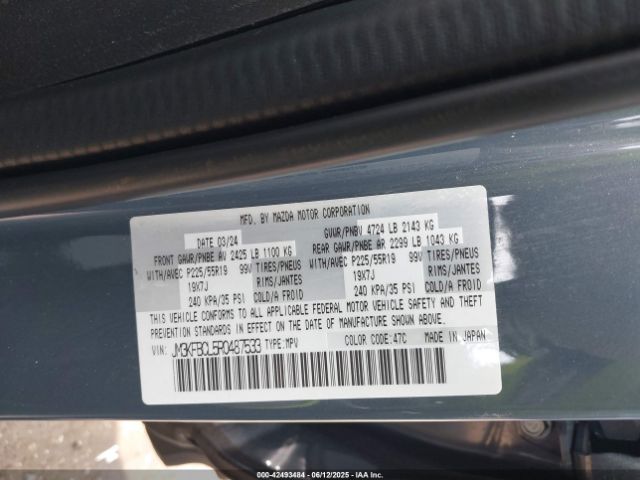 MFD. BY MAZDA MOTOR CORPORATION
DATE 03/24 GVWR/PNBV 4724 LB 2143 KG
FRONT GAWR/PNBE AV 2425 LB 1100 KG REAR GAWR/PNBE AR 2299 LB 1043 KG
WITH/AVEC P225/55R19 99V TIRES/PNEUS WITH/AVEC P225/55R19 99V TIRES/PNEUS
19X7J RIMS/JANTES 19X7J RIMS/JANTES
240 KPA/35 PSI COLD/A FROID 240 KPA/35 PSI COLD/A FROID
THIS VEHICLE CONFORMS TO ALL APPLICABLE FEDERAL MOTOR VEHICLE SAFETY AND THEFT
PREVENTION STANDARDS IN EFFECT ON THE DATE OF MANUFACTURE SHOWN ABOVE.
VIN: JM3KFBCL5R0487533 TYPE:MPV COLOR CODE:47C MADE IN JAPAN
000-42493484 - 06/12/2025 - IAA Inc.